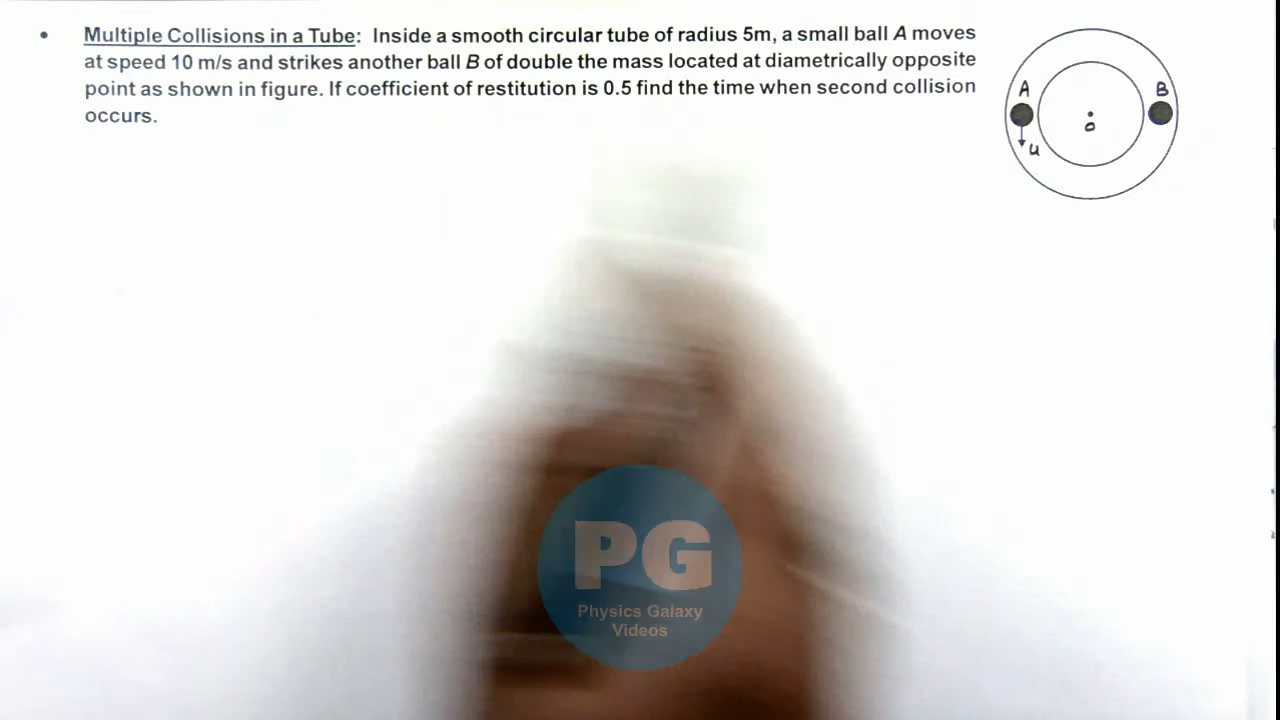 • Multiple Collisions in a Tube: Inside a smooth circular tube of radius 5m, a small ball A moves
at speed 10 m/s and strikes another ball B of double the mass located at diametrically opposite
point as shown in figure. If coefficient of restitution is 0.5 find the time when second collision
occurs.
A B
O
u
PG
Physics Galaxy
Videos